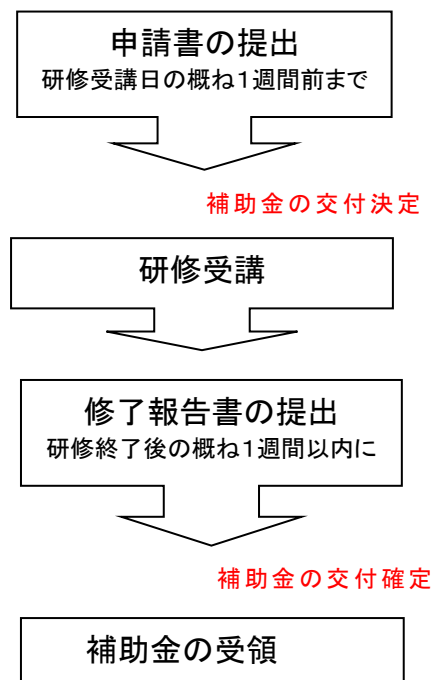 申請書の提出
研修受講日の概ね１週間前まで
補助金の交付決定
研修受講
修了報告書の提出
研修終了後の概ね１週間以内に
補助金の交付確定
補助金の受領